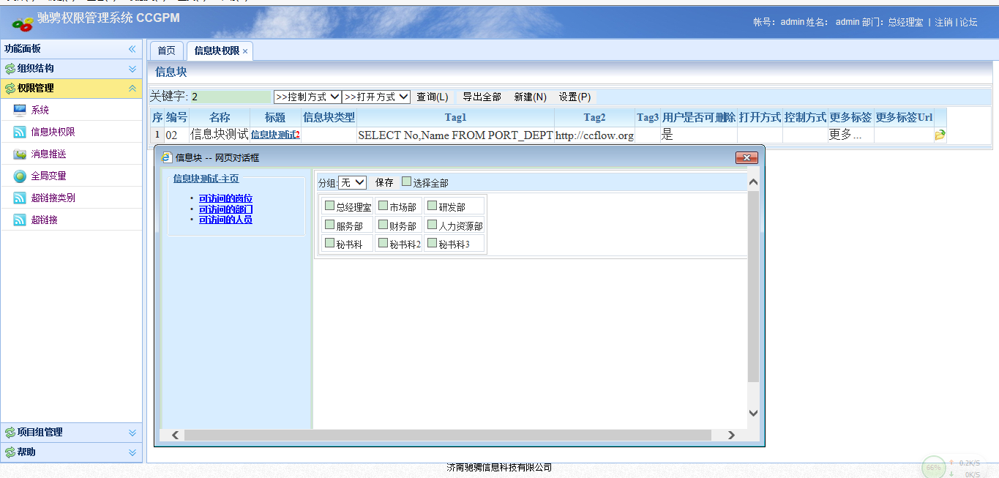 驰骋权限管理系统 CCGPM
帐号： admin 姓名： admin 部门：总经理室 | 注销 | 论坛
功能面板
组织结构
权限管理
系统
信息块权限
消息推送
全局变量
超链接类别
超链接
项目组管理
帮助
首页 信息块权限
信息块
关键字: 2 >>控制方式 >>打开方式 查询(L) 导出全部 新建(N) 设置(P)
序 编号 名称 标题 信息块类型 Tag1 Tag2 Tag3 用户是否可删除 打开方式 控制方式 更多标签 更多标签Url
1 02 信息块测试 信息块测试2 SELECT No,Name FROM PORT_DEPT http://ccflow.org 是 更多...
信息块 -- 网页对话框
信息块测试-主页
• 可访问的岗位
• 可访问的部门
• 可访问的人员
分组: 无 保存 选择全部
总经理室 市场部 研发部
服务部 财务部 人力资源部
秘书科 秘书科2 秘书科3
济南驰骋信息科技有限公司
66% 0.2K/S
0K/S